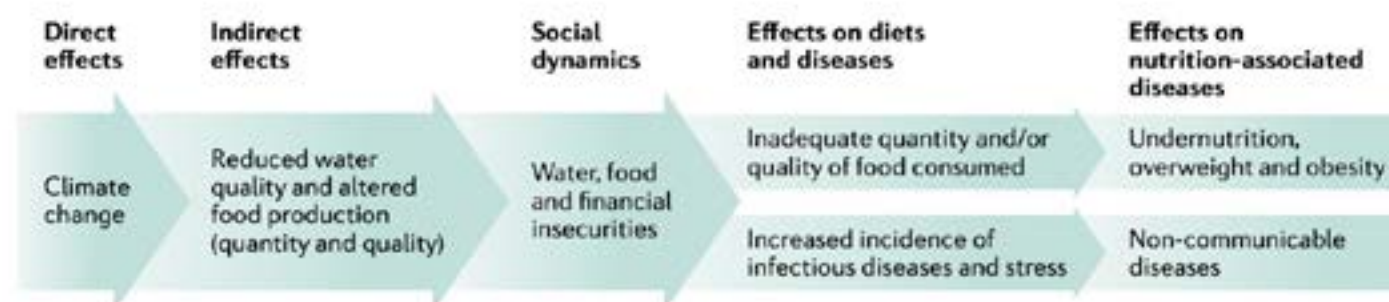 Direct
effects
Indirect
effects
Social
dynamics
Effects on diets
and diseases
Effects on
nutrition-associated
diseases
Climate
change
Reduced water
quality and altered
food production
(quantity and quality)
Water, food
and financial
insecurities
Inadequate quantity and/or
quality of food consumed
Undernutrition,
overweight and obesity
Increased incidence of
infectious diseases and stress
Non-communicable
diseases